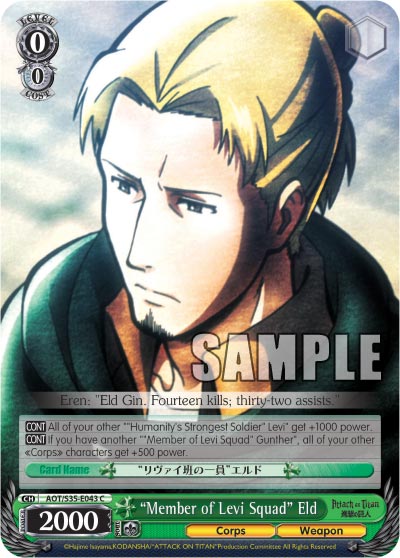 LEVEL
0
0
COST
SAMPLE
Eren: "Eld Gin. Fourteen kills; thirty-two assists."
CONT All of your other ""Humanity's Strongest Soldier" Levi" get +1000 power.
CONT If you have another ""Member of Levi Squad" Gunther", all of your other
«Corps» characters get +500 power.
Card Name "リヴァイ班の一員"エルド
CH AOT/S35-E043 C
"Member of Levi Squad" Eld
Attack on Titan
進撃の巨人
POWER
2000
SOUL
Corps
Weapon
©Hajime Isayama,KODANSHA/"ATTACK ON TITAN"Production Committee All Rights Reserved